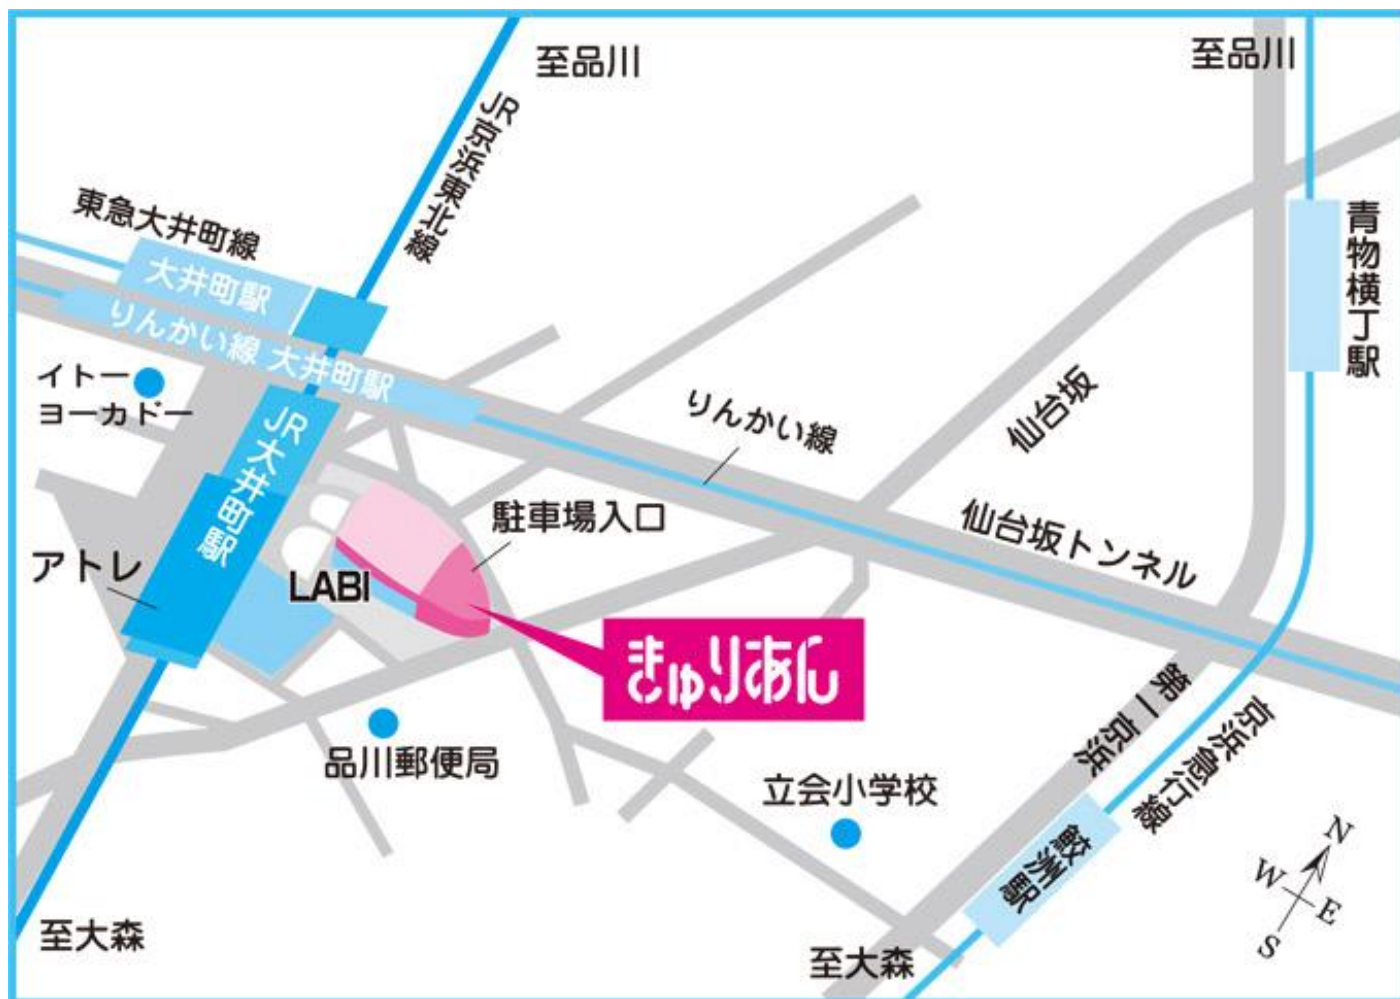 至品川
至品川
JR京浜東北線
東急大井町線
大井町駅
りんかい線 大井町駅
青物横丁駅
イトー
ヨーカドー
JR大井町駅
りんかい線
仙台坂
駐車場入口
仙台坂トンネル
アトレ
LABI
きゅりあん
第一京浜
京浜急行線
品川郵便局
立会小学校
鮫洲駅
N
W
E
S
至大森
至大森